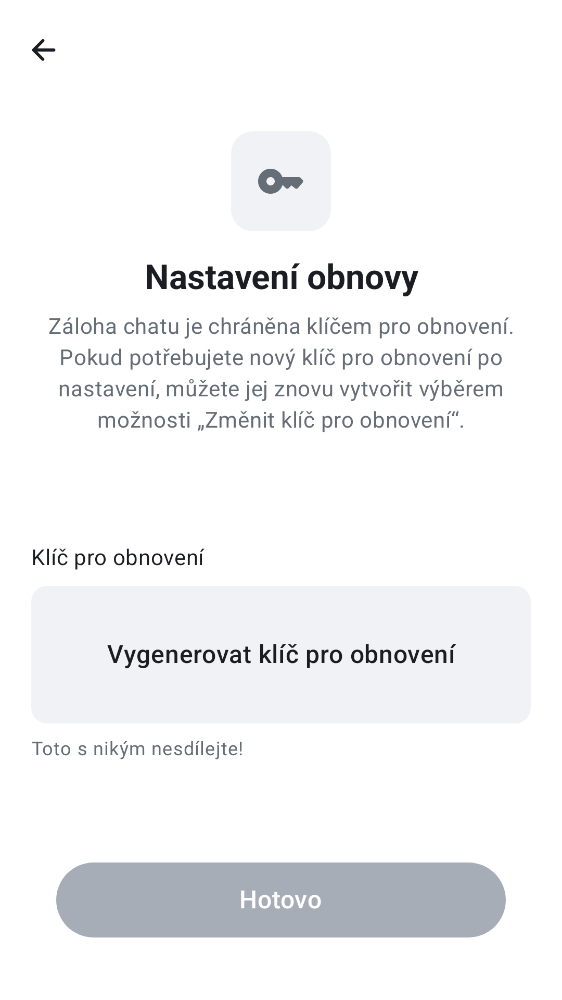 Nastavení obnovy
Záloha chatu je chráněna klíčem pro obnovení.
Pokud potřebujete nový klíč pro obnovení po
nastavení, můžete jej znovu vytvořit výběrem
možnosti „Změnit klíč pro obnovení“.
Klíč pro obnovení
Vygenerovat klíč pro obnovení
Toto s nikým nesdílejte!
Hotovo